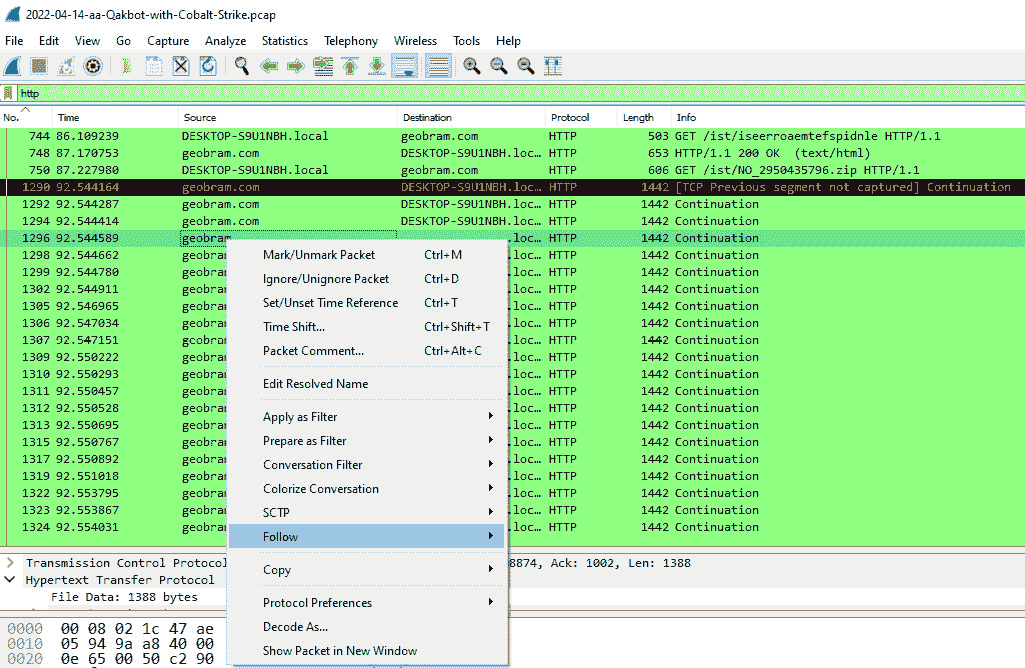 2022-04-14-aa-Qakbot-with-Cobalt-Strike.pcap
File Edit View Go Capture Analyze Statistics Telephony Wireless Tools Help
http
No. Time Source Destination Protocol Length Info
744 86.109239 DESKTOP-S9U1NBH.local geobram.com HTTP 503 GET /ist/iseerroaemtefspidnle HTTP/1.1
748 87.170753 geobram.com DESKTOP-S9U1NBH.loc… HTTP 653 HTTP/1.1 200 OK (text/html)
750 87.227980 DESKTOP-S9U1NBH.local geobram.com HTTP 606 GET /ist/NO_2950435796.zip HTTP/1.1
1290 92.544164 geobram.com DESKTOP-S9U1NBH.loc… HTTP 1442 [TCP Previous segment not captured] Continuation
1292 92.544287 geobram.com DESKTOP-S9U1NBH.loc… HTTP 1442 Continuation
1294 92.544414 geobram.com DESKTOP-S9U1NBH.loc… HTTP 1442 Continuation
1296 92.544589 geobram .loc… HTTP 1442 Continuation
1298 92.544662 geobram .loc… HTTP 1442 Continuation
1299 92.544780 geobram .loc… HTTP 1442 Continuation
1302 92.544911 geobram .loc… HTTP 1442 Continuation
1305 92.546965 geobram .loc… HTTP 1442 Continuation
1306 92.547034 geobram .loc… HTTP 1442 Continuation
1307 92.547151 geobram .loc… HTTP 1442 Continuation
1309 92.550222 geobram .loc… HTTP 1442 Continuation
1310 92.550293 geobram .loc… HTTP 1442 Continuation
1311 92.550457 geobram .loc… HTTP 1442 Continuation
1312 92.550528 geobram .loc… HTTP 1442 Continuation
1313 92.550695 geobram .loc… HTTP 1442 Continuation
1315 92.550767 geobram .loc… HTTP 1442 Continuation
1317 92.550892 geobram .loc… HTTP 1442 Continuation
1319 92.551018 geobram .loc… HTTP 1442 Continuation
1322 92.553795 geobram .loc… HTTP 1442 Continuation
1323 92.553867 geobram .loc… HTTP 1442 Continuation
1324 92.554031 geobram .loc… HTTP 1442 Continuation
Mark/Unmark Packet Ctrl+M
Ignore/Unignore Packet Ctrl+D
Set/Unset Time Reference Ctrl+T
Time Shift... Ctrl+Shift+T
Packet Comment... Ctrl+Alt+C
Edit Resolved Name
Apply as Filter
Prepare as Filter
Conversation Filter
Colorize Conversation
SCTP
Follow
Copy
Protocol Preferences
Decode As...
Show Packet in New Window
Transmission Control Protocol 8874, Ack: 1002, Len: 1388
Hypertext Transfer Protocol
File Data: 1388 bytes
0000 00 08 02 1c 47 ae
0010 05 94 9a a8 40 00
0020 0e 65 00 50 c2 90